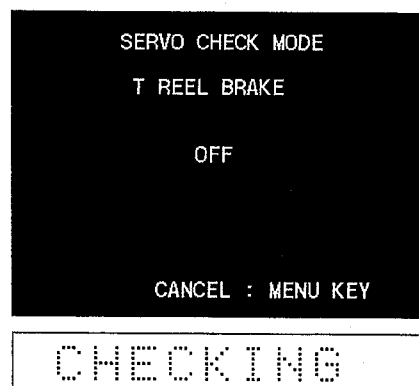 SERVO CHECK MODE
T REEL BRAKE
OFF
CANCEL : MENU KEY
CHECKING